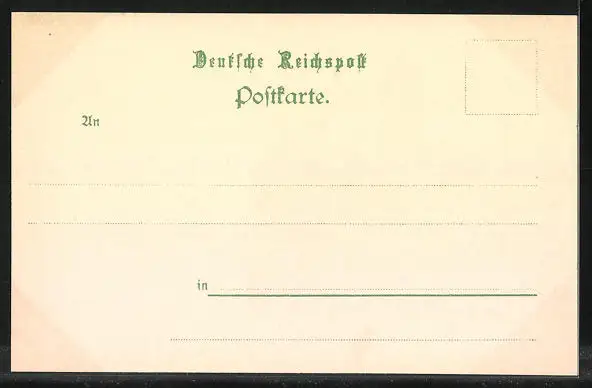 Deutſche Reichspoſt
Poſtkarte.
An
in